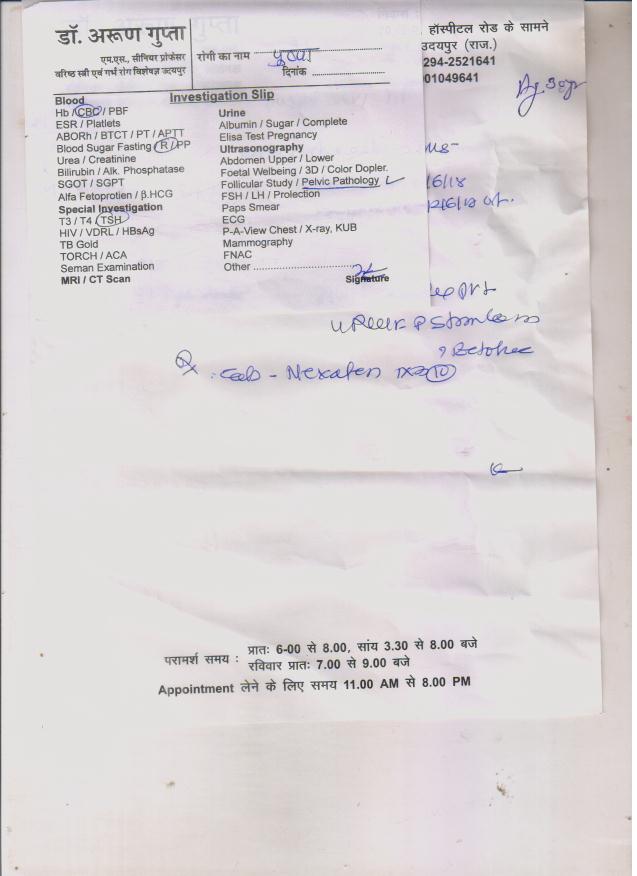 डॉ. अरूण गुप्ता
एम.एस., सीनियर प्रोफेसर
वरिष्ठ स्त्री एवं गर्भ रोग विशेषज्ञ उदयपुर
रोगी का नाम
दिनांक
हॉस्पीटल रोड के सामने
उदयपुर (राज.)
294-2521641
01049641
Investigation Slip
Blood
Hb / CBC / PBF
ESR / Platlets
ABORh / BTCT / PT / APTT
Blood Sugar Fasting / R / PP
Urea / Creatinine
Bilirubin / Alk. Phosphatase
SGOT / SGPT
Alfa Fetoprotien / β.HCG
Special Investigation
T3 / T4 / TSH
HIV / VDRL / HBsAg
TB Gold
TORCH / ACA
Seman Examination
MRI / CT Scan
Urine
Albumin / Sugar / Complete
Elisa Test Pregnancy
Ultrasonography
Abdomen Upper / Lower
Foetal Welbeing / 3D / Color Dopler.
Follicular Study / Pelvic Pathology
FSH / LH / Prolection
Paps Smear
ECG
P-A-View Chest / X-ray, KUB
Mammography
FNAC
Other
Signature
6/18
परामर्श समय : प्रातः 6-00 से 8.00, सांय 3.30 से 8.00 बजे
रविवार प्रातः 7.00 से 9.00 बजे
Appointment लेने के लिए समय 11.00 AM से 8.00 PM